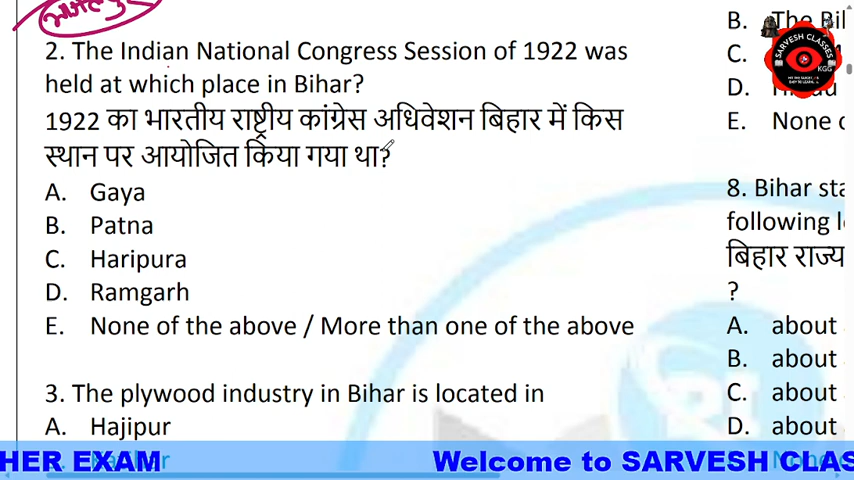 2. The Indian National Congress Session of 1922 was
held at which place in Bihar?
1922 का भारतीय राष्ट्रीय कांग्रेस अधिवेशन बिहार में किस
स्थान पर आयोजित किया गया था?
A. Gaya
B. Patna
C. Haripura
D. Ramgarh
E. None of the above / More than one of the above
3. The plywood industry in Bihar is located in
A. Hajipur
B. The Bil
C.
D.
E. None
8. Bihar sta
following
बिहार राज्य
?
A. about
B. about
C. about
D. about
SARVESH CLASSES
KGG
HER EXAM Welcome to SARVESH CLAS